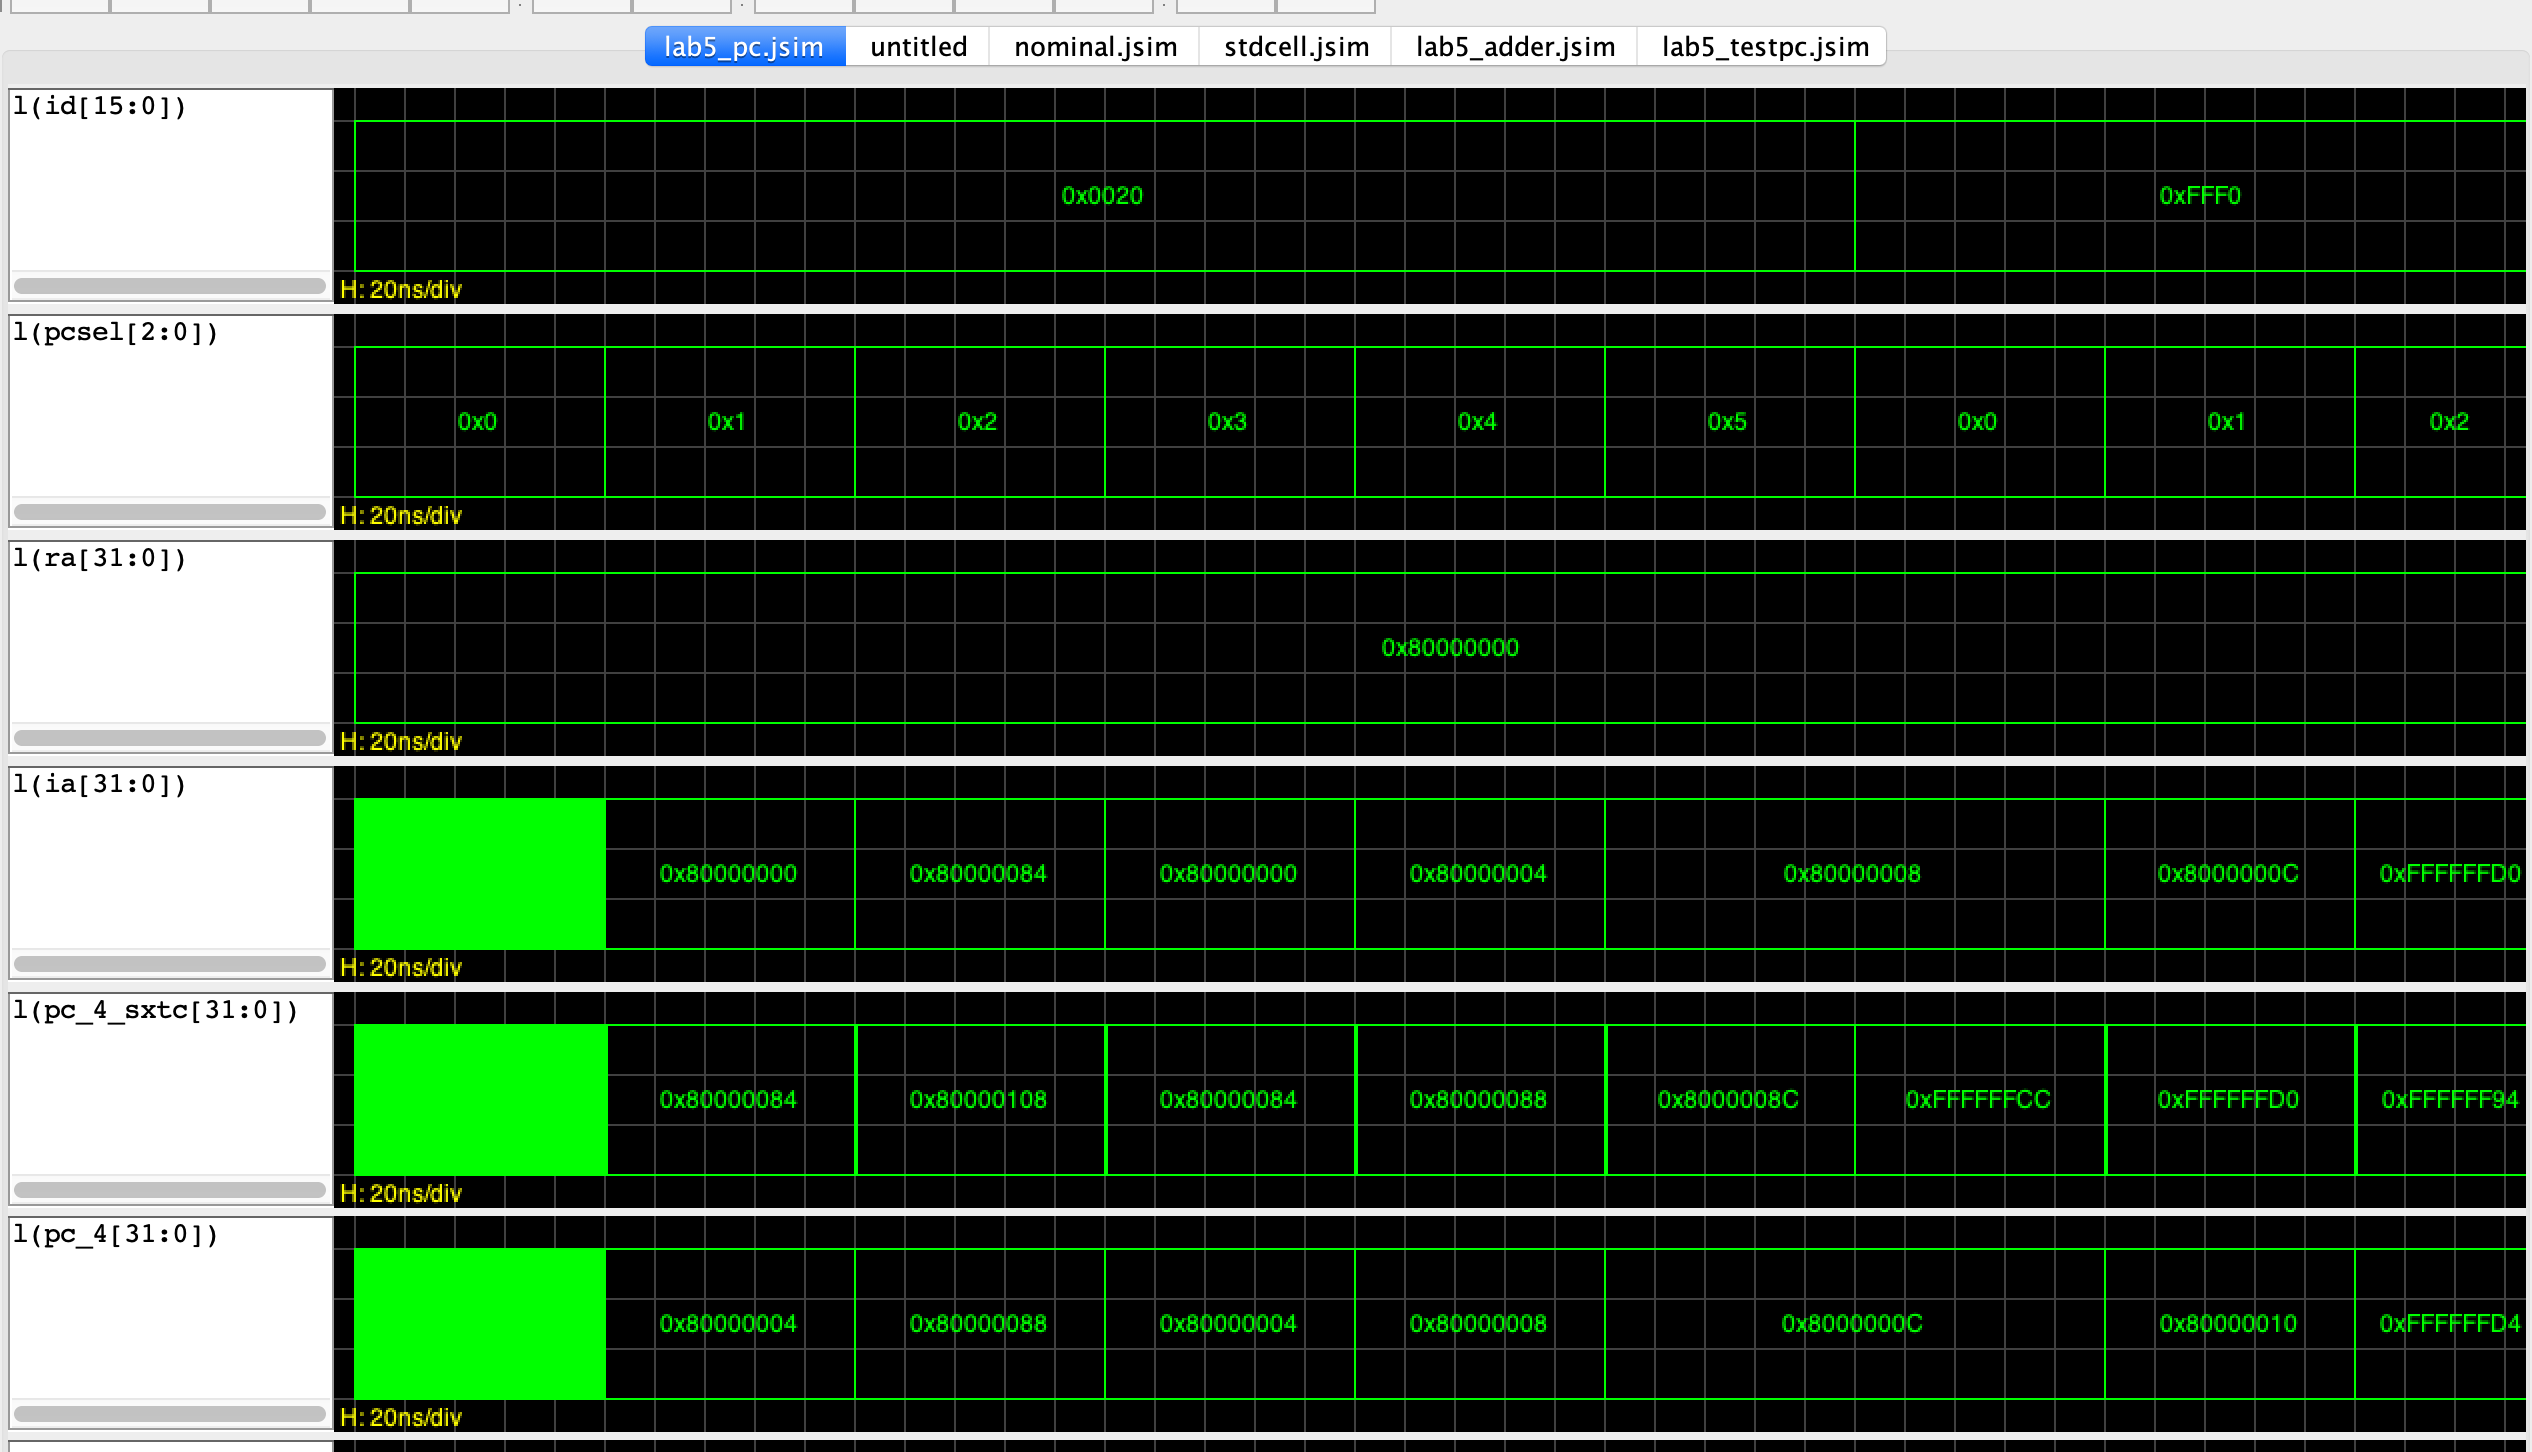 lab5_pc.jsim untitled nominal.jsim stdcell.jsim lab5_adder.jsim lab5_testpc.jsim
l(id[15:0])
0x0020 0xFFF0
H: 20ns/div
l(pcsel[2:0])
0x0 0x1 0x2 0x3 0x4 0x5 0x0 0x1 0x2
H: 20ns/div
l(ra[31:0])
0x80000000
H: 20ns/div
l(ia[31:0])
0x80000000 0x80000084 0x80000000 0x80000004 0x80000008 0x8000000C 0xFFFFFFD0
H: 20ns/div
l(pc_4_sxtc[31:0])
0x80000084 0x80000108 0x80000084 0x80000088 0x8000008C 0xFFFFFFCC 0xFFFFFFD0 0xFFFFFF94
H: 20ns/div
l(pc_4[31:0])
0x80000004 0x80000088 0x80000004 0x80000008 0x8000000C 0x80000010 0xFFFFFFD4
H: 20ns/div